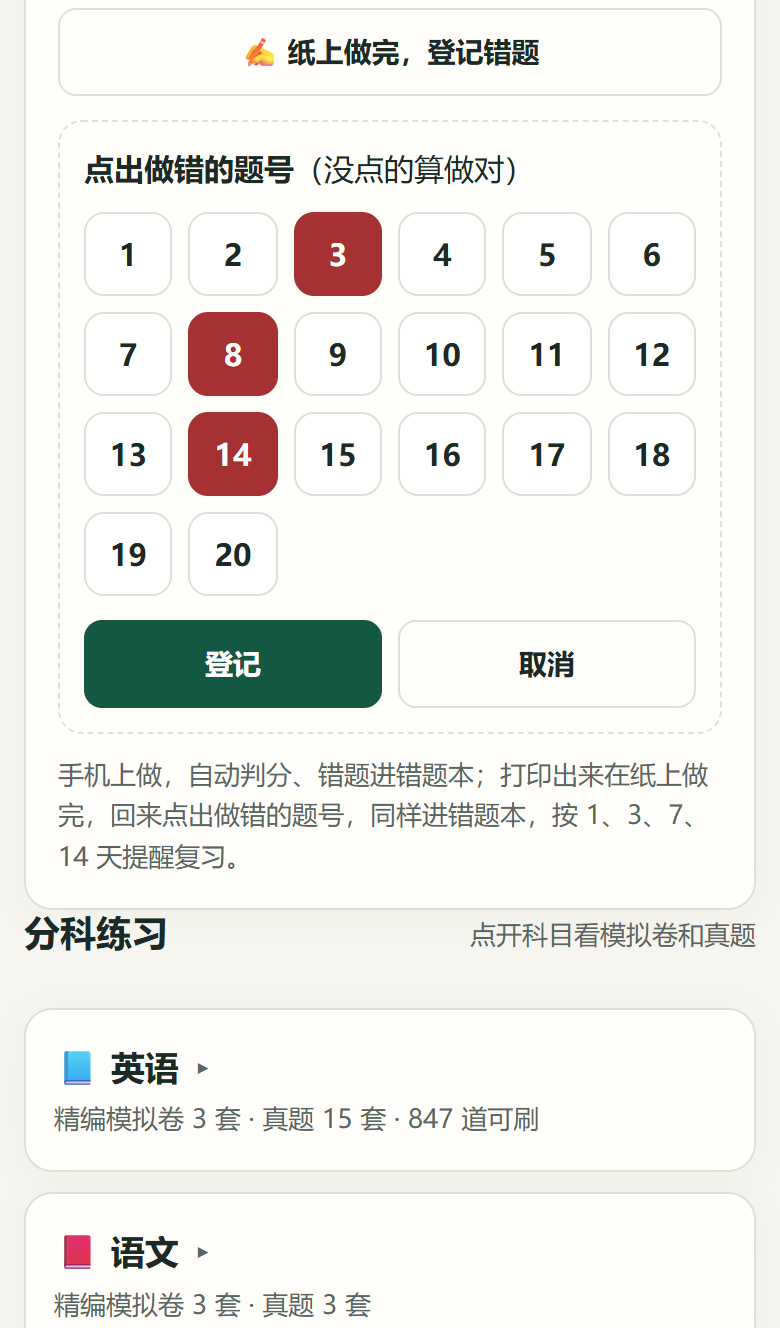 ✍️ 纸上做完，登记错题
点出做错的题号（没点的算做对）
1 2 3 4 5 6
7 8 9 10 11 12
13 14 15 16 17 18
19 20
登记 取消
手机上做，自动判分、错题进错题本；打印出来在纸上做
完，回来点出做错的题号，同样进错题本，按 1、3、7、
14 天提醒复习。
分科练习 点开科目看模拟卷和真题
📘 英语 ▸
精编模拟卷 3 套 · 真题 15 套 · 847 道可刷
📕 语文 ▸
精编模拟卷 3 套 · 真题 3 套